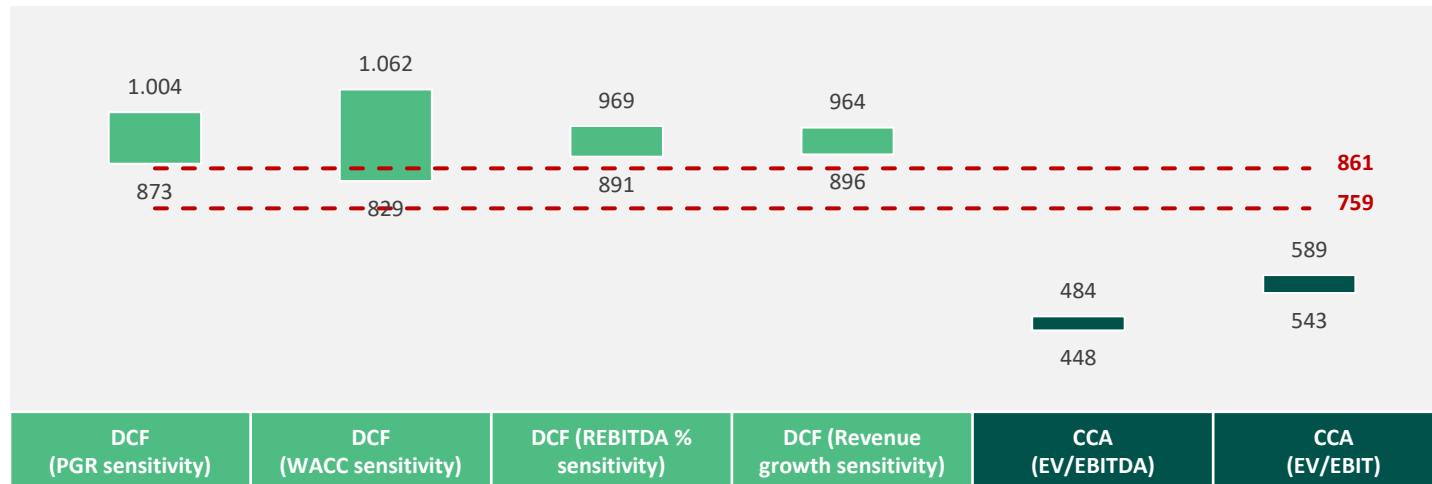 1.004
1.062
969
964
861
873
829
891
896
759
484
589
448
543
DCF
(PGR sensitivity)
DCF
(WACC sensitivity)
DCF (REBITDA %
sensitivity)
DCF (Revenue
growth sensitivity)
CCA
(EV/EBITDA)
CCA
(EV/EBIT)